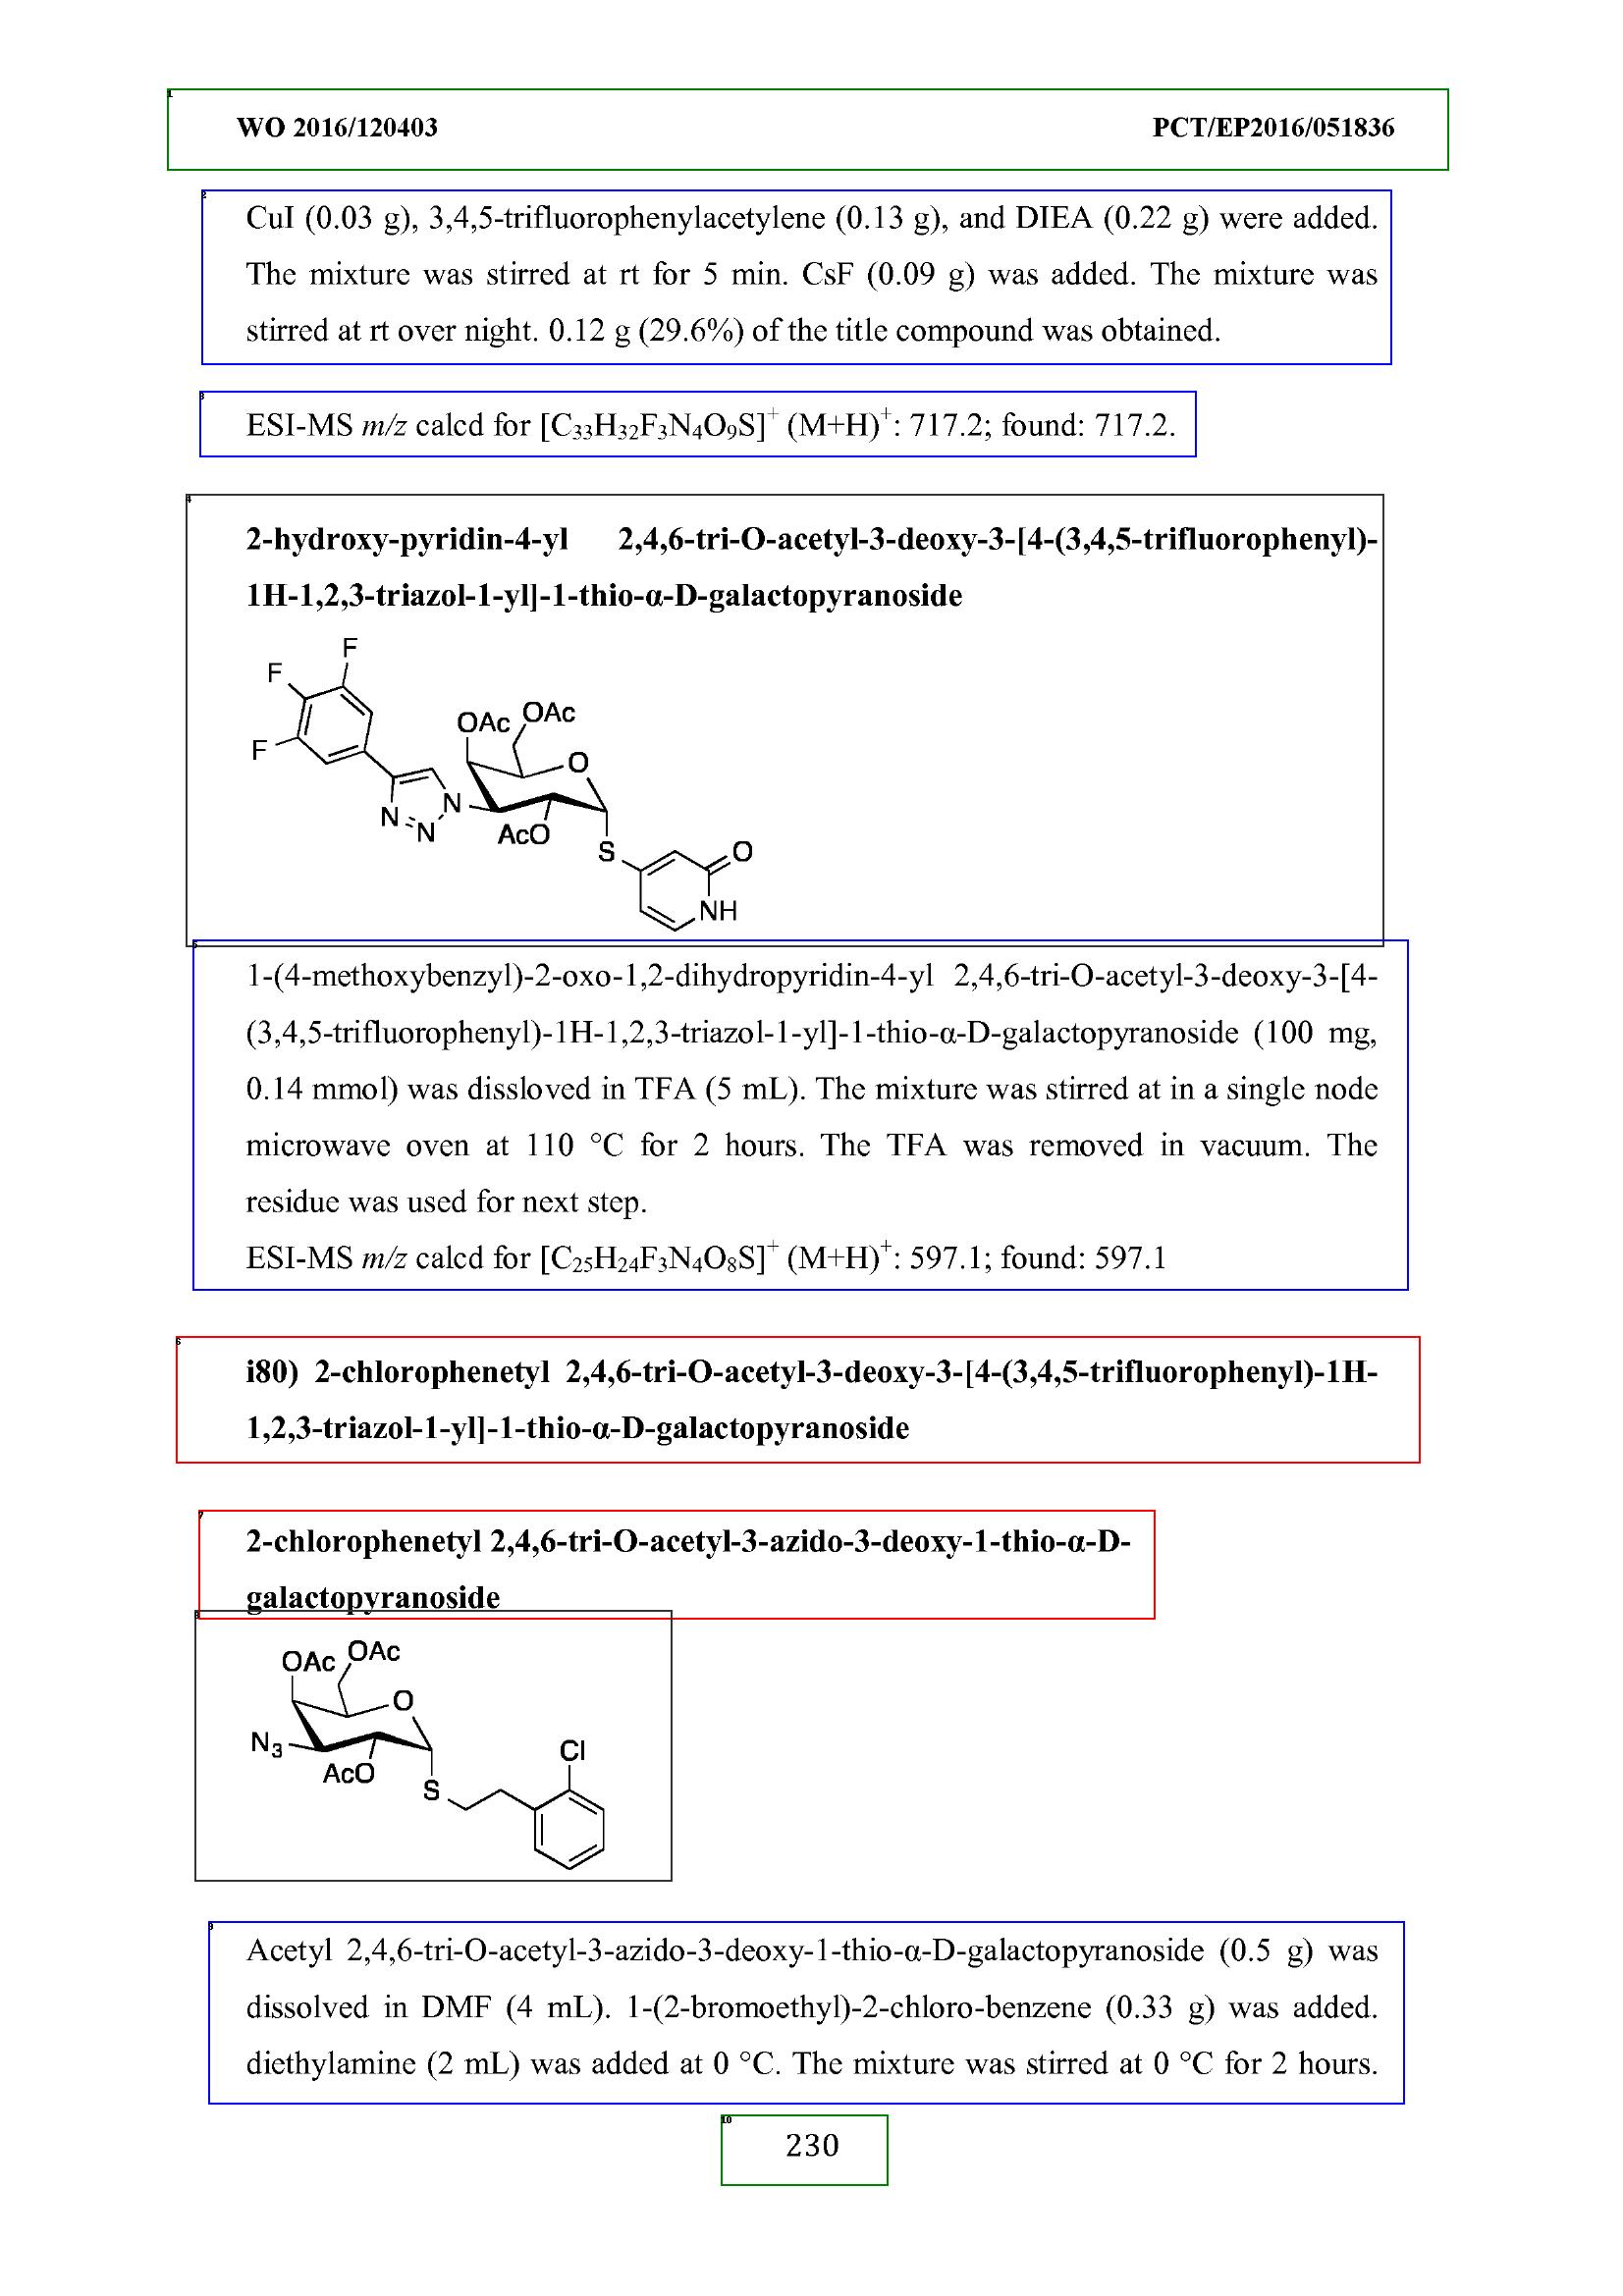 WO 2016/120403 PCT/EP2016/051836
CuI (0.03 g), 3,4,5-trifluorophenylacetylene (0.13 g), and DIEA (0.22 g) were added.
The mixture was stirred at rt for 5 min. CsF (0.09 g) was added. The mixture was
stirred at rt over night. 0.12 g (29.6%) of the title compound was obtained.
ESI-MS m/z calcd for [C₃₃H₃₂F₃N₄O₉S]⁺ (M+H)⁺: 717.2; found: 717.2.
2-hydroxy-pyridin-4-yl 2,4,6-tri-O-acetyl-3-deoxy-3-[4-(3,4,5-trifluorophenyl)-
1H-1,2,3-triazol-1-yl]-1-thio-α-D-galactopyranoside
F
F
F
OAc OAc
O
N N N
AcO
S
O
NH
1-(4-methoxybenzyl)-2-oxo-1,2-dihydropyridin-4-yl 2,4,6-tri-O-acetyl-3-deoxy-3-[4-
(3,4,5-trifluorophenyl)-1H-1,2,3-triazol-1-yl]-1-thio-α-D-galactopyranoside (100 mg,
0.14 mmol) was dissloved in TFA (5 mL). The mixture was stirred at in a single node
microwave oven at 110 °C for 2 hours. The TFA was removed in vacuum. The
residue was used for next step.
ESI-MS m/z calcd for [C₂₅H₂₄F₃N₄O₈S]⁺ (M+H)⁺: 597.1; found: 597.1
i80) 2-chlorophenetyl 2,4,6-tri-O-acetyl-3-deoxy-3-[4-(3,4,5-trifluorophenyl)-1H-
1,2,3-triazol-1-yl]-1-thio-α-D-galactopyranoside
2-chlorophenetyl 2,4,6-tri-O-acetyl-3-azido-3-deoxy-1-thio-α-D-
galactopyranoside
OAc OAc
O
N₃
AcO
S
Cl
Acetyl 2,4,6-tri-O-acetyl-3-azido-3-deoxy-1-thio-α-D-galactopyranoside (0.5 g) was
dissolved in DMF (4 mL). 1-(2-bromoethyl)-2-chloro-benzene (0.33 g) was added.
diethylamine (2 mL) was added at 0 °C. The mixture was stirred at 0 °C for 2 hours.
230